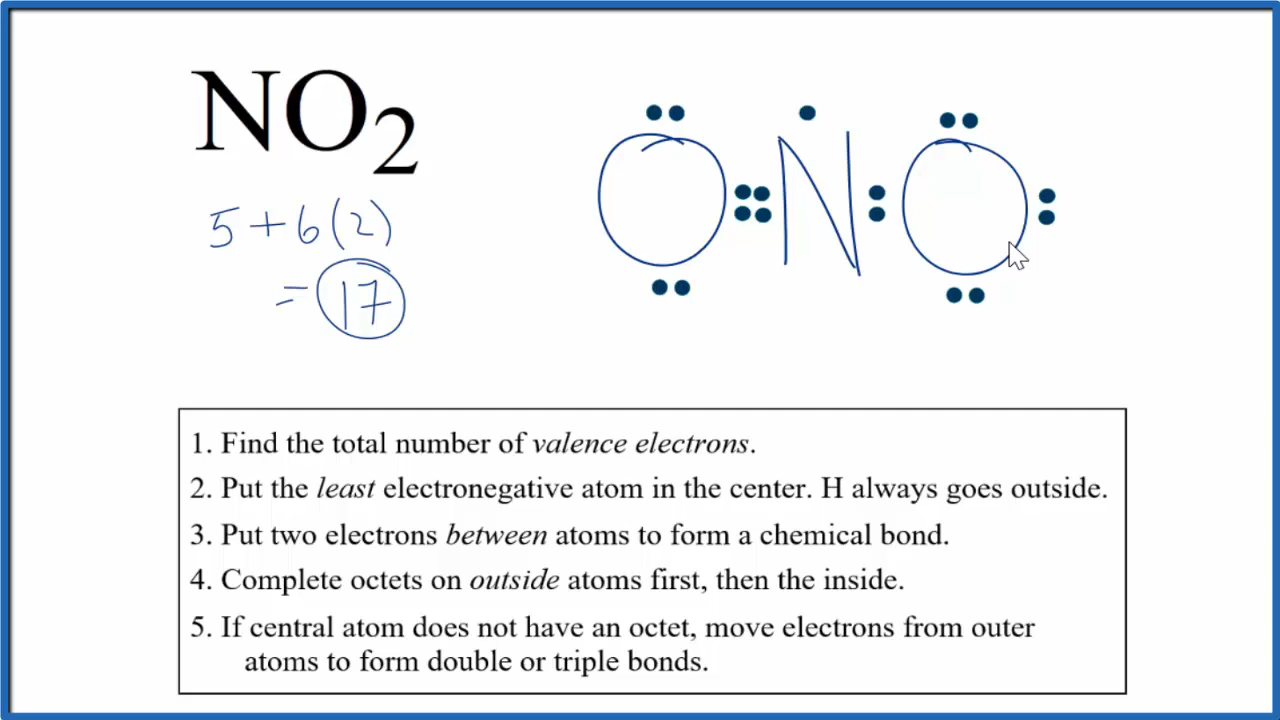 NO2
5+6(2)
=17
O N O
1. Find the total number of valence electrons.
2. Put the least electronegative atom in the center. H always goes outside.
3. Put two electrons between atoms to form a chemical bond.
4. Complete octets on outside atoms first, then the inside.
5. If central atom does not have an octet, move electrons from outer
atoms to form double or triple bonds.